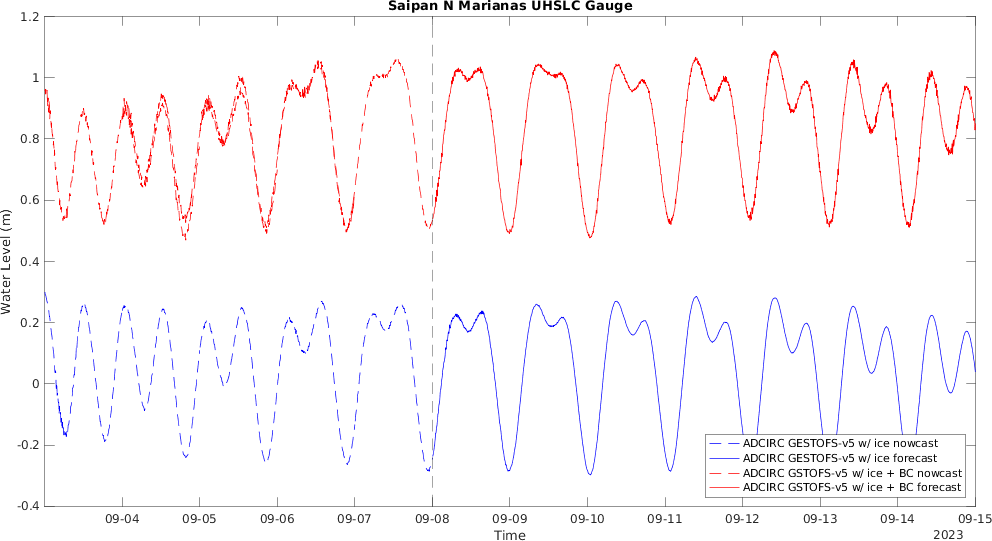 Saipan N Marianas UHSLC Gauge
Water Level (m)
1.2
1
0.8
0.6
0.4
0.2
0
-0.2
-0.4
ADCIRC GESTOFS-v5 w/ ice nowcast
ADCIRC GESTOFS-v5 w/ ice forecast
ADCIRC GSTOFS-v5 w/ ice + BC nowcast
ADCIRC GSTOFS-v5 w/ ice + BC forecast
09-04 09-05 09-06 09-07 09-08 09-09 09-10 09-11 09-12 09-13 09-14 09-15
Time
2023